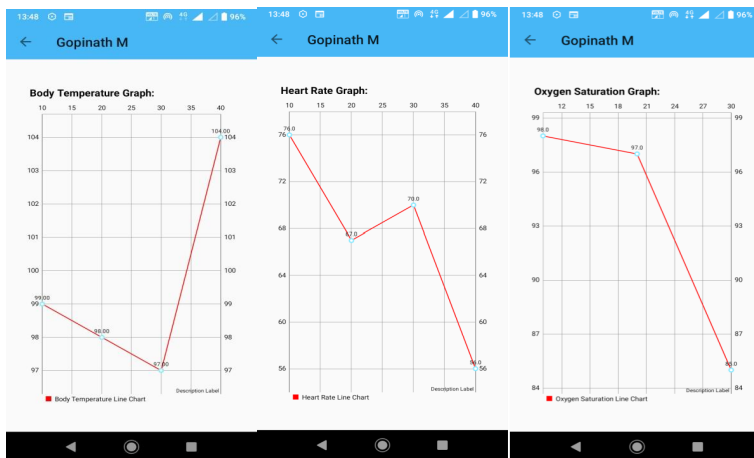 13:48 4G 96%
Gopinath M
Body Temperature Graph:
10 15 20 25 30 35 40
104.00
104 104
103 103
102 102
101 101
100 100
99.00
99 99
98.00
98 98
97.00
97 97
Description Label
Body Temperature Line Chart
13:48 4G 96%
Gopinath M
Heart Rate Graph:
10 15 20 25 30 35 40
76.0
76 76
72 72
70.0
68 68
67.0
64 64
60 60
56.0
56 56
Description Label
Heart Rate Line Chart
13:48 4G 96%
Gopinath M
Oxygen Saturation Graph:
12 15 18 21 24 27 30
99 99
98.0
97.0
96 96
93 93
90 90
87 87
85.0
84 84
Description Label
Oxygen Saturation Line Chart